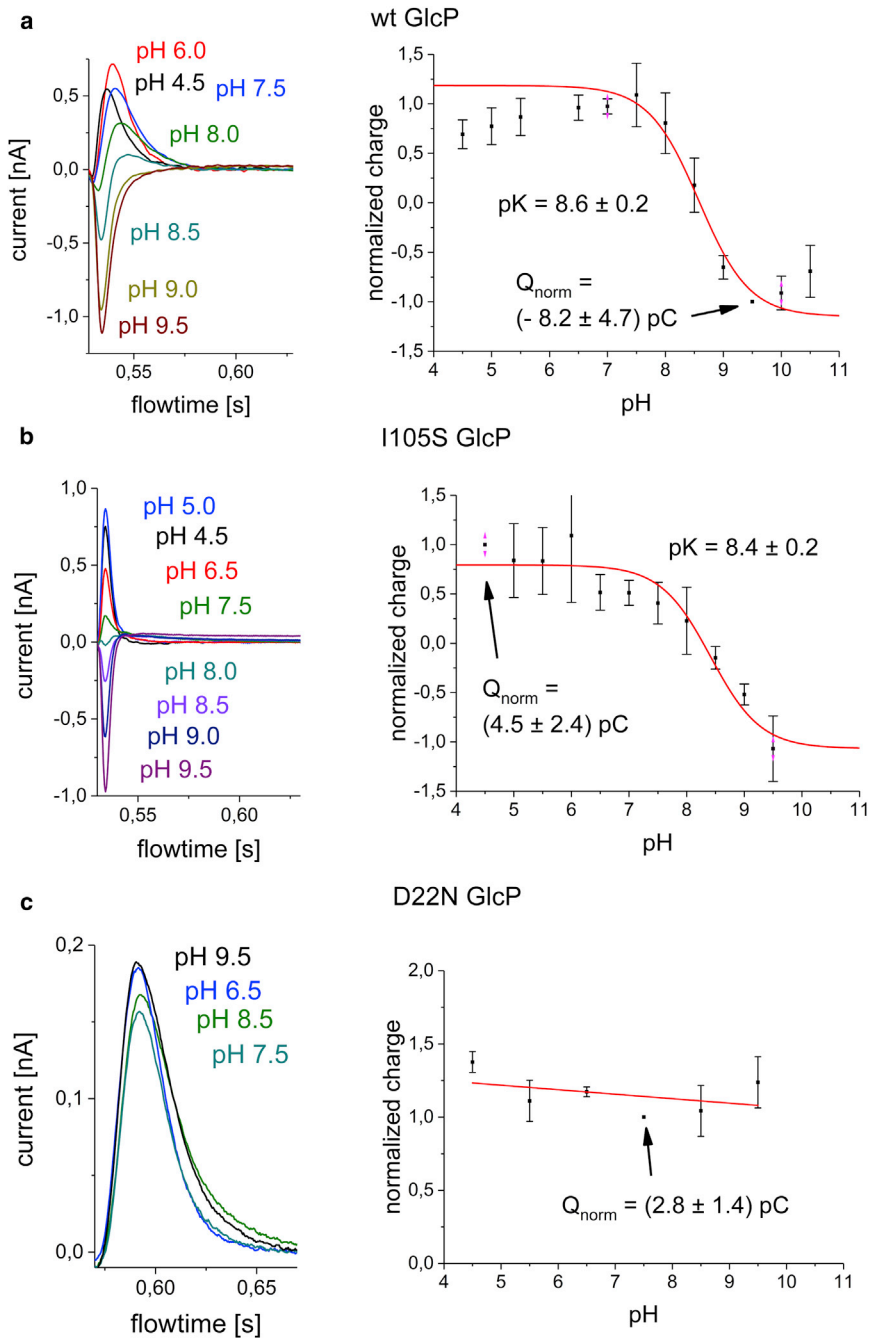 a
wt GlcP
pH 6.0
pH 4.5
pH 7.5
pH 8.0
pH 8.5
pH 9.0
pH 9.5
0,5
0,0
-0,5
-1,0
current [nA]
0,55
0,60
flowtime [s]
1,5
1,0
0,5
0,0
-0,5
-1,0
-1,5
normalized charge
pK = 8.6 ± 0.2
Qnorm =
(- 8.2 ± 4.7) pC
4 5 6 7 8 9 10 11
pH
b
I105S GlcP
pH 5.0
pH 4.5
pH 6.5
pH 7.5
pH 8.0
pH 8.5
pH 9.0
pH 9.5
1,0
0,5
0,0
-0,5
-1,0
current [nA]
0,55
0,60
flowtime [s]
1,5
1,0
0,5
0,0
-0,5
-1,0
-1,5
normalized charge
pK = 8.4 ± 0.2
Qnorm =
(4.5 ± 2.4) pC
4 5 6 7 8 9 10 11
pH
c
D22N GlcP
pH 9.5
pH 6.5
pH 8.5
pH 7.5
0,2
0,1
0,0
current [nA]
0,60
0,65
flowtime [s]
2,0
1,5
1,0
0,5
0,0
normalized charge
Qnorm = (2.8 ± 1.4) pC
4 5 6 7 8 9 10 11
pH